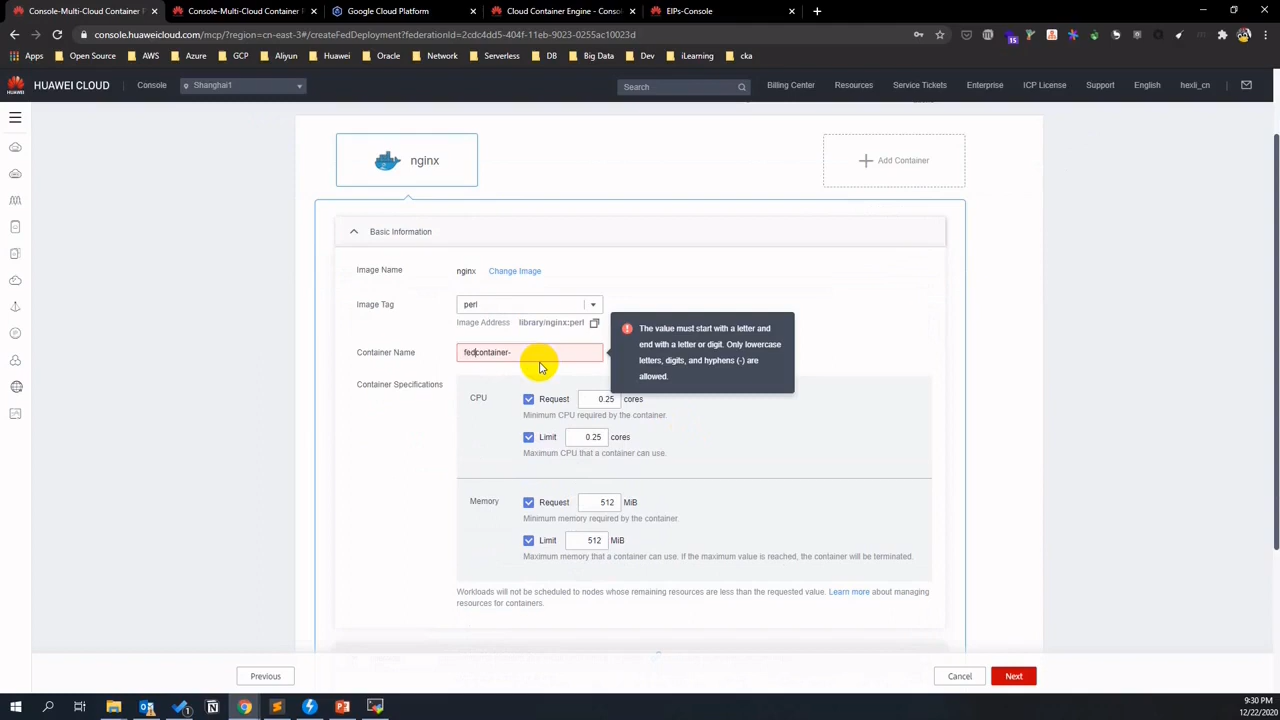 Console-Multi-Cloud Container P
Console-Multi-Cloud Container P
Google Cloud Platform
Cloud Container Engine - Consol
EIPs-Console
console.huaweicloud.com/mcp/?region=cn-east-3#/createFedDeployment?federationId=2cdc4dd5-404f-11eb-9235-0255ac10023d
15
Apps
Open Source
AWS
Azure
GCP
Aliyun
Network
Serverless
DB
Big Data
Dev
iLearning
cka
HUAWEI CLOUD
Console
Shanghai1
Search
Billing Center
Resources
Service Tickets
Enterprise
ICP License
Support
English
hexli_cn
nginx
Add Container
Basic Information
Image Name
nginx
Change Image
Image Tag
perl
Image Address
library/nginx:perl
Container Name
fedcontainer-
The value must start with a letter and
end with a letter or digit. Only lowercase
letters, digits, and hyphens (-) are
allowed.
Container Specifications
CPU
Request
0.25
cores
Minimum CPU required by the container.
Limit
0.25
cores
Maximum CPU that a container can use.
Memory
Request
512
MiB
Minimum memory required by the container.
Limit
512
MiB
Maximum memory that a container can use. If the maximum value is reached, the container will be terminated.
Workloads will not be scheduled to nodes whose remaining resources are less than the requested value. Learn more about managing
resources for containers.
Previous
Cancel
Next
9:30 PM
12/22/2020